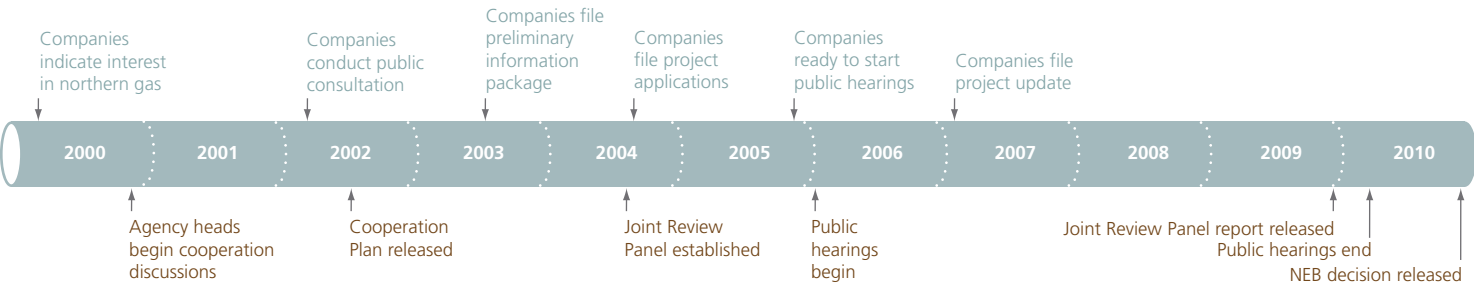 Companies
indicate interest
in northern gas
Companies
conduct public
consultation
Companies file
preliminary
information
package
Companies
file project
applications
Companies
ready to start
public hearings
Companies file
project update
2000
2001
2002
2003
2004
2005
2006
2007
2008
2009
2010
Agency heads
begin cooperation
discussions
Cooperation
Plan released
Joint Review
Panel established
Public
hearings
begin
Joint Review Panel report released
Public hearings end
NEB decision released